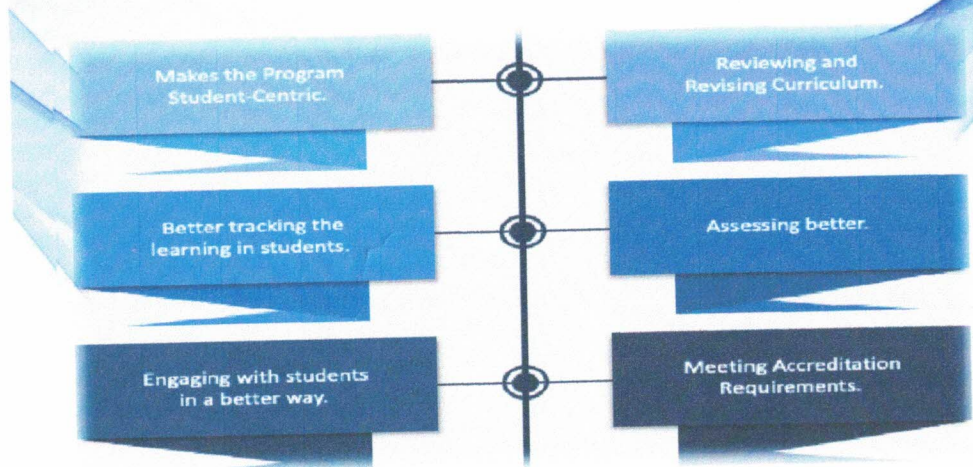 Makes the Program
Student-Centric.
Reviewing and
Revising Curriculum.
Better tracking the
learning in students.
Assessing better.
Engaging with students
in a better way.
Meeting Accreditation
Requirements.